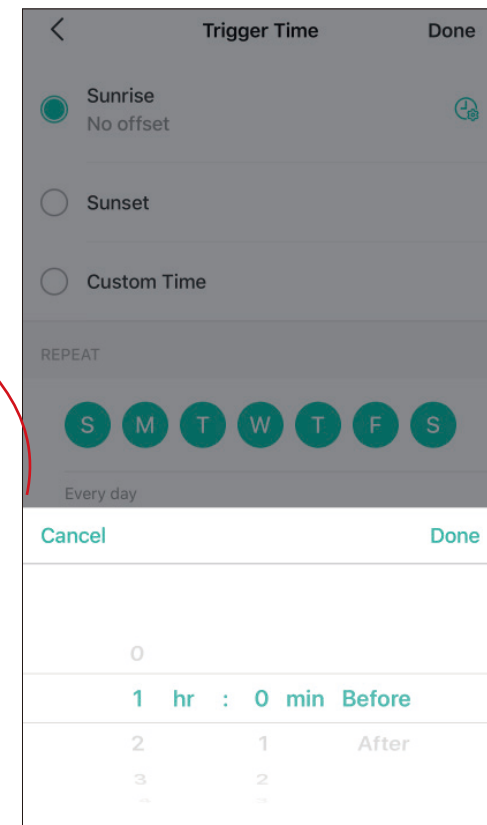 Trigger Time Done
Sunrise
No offset
Sunset
Custom Time
REPEAT
S M T W T F S
Every day
Cancel Done
0
1 hr : 0 min Before
2 1 After
3 2